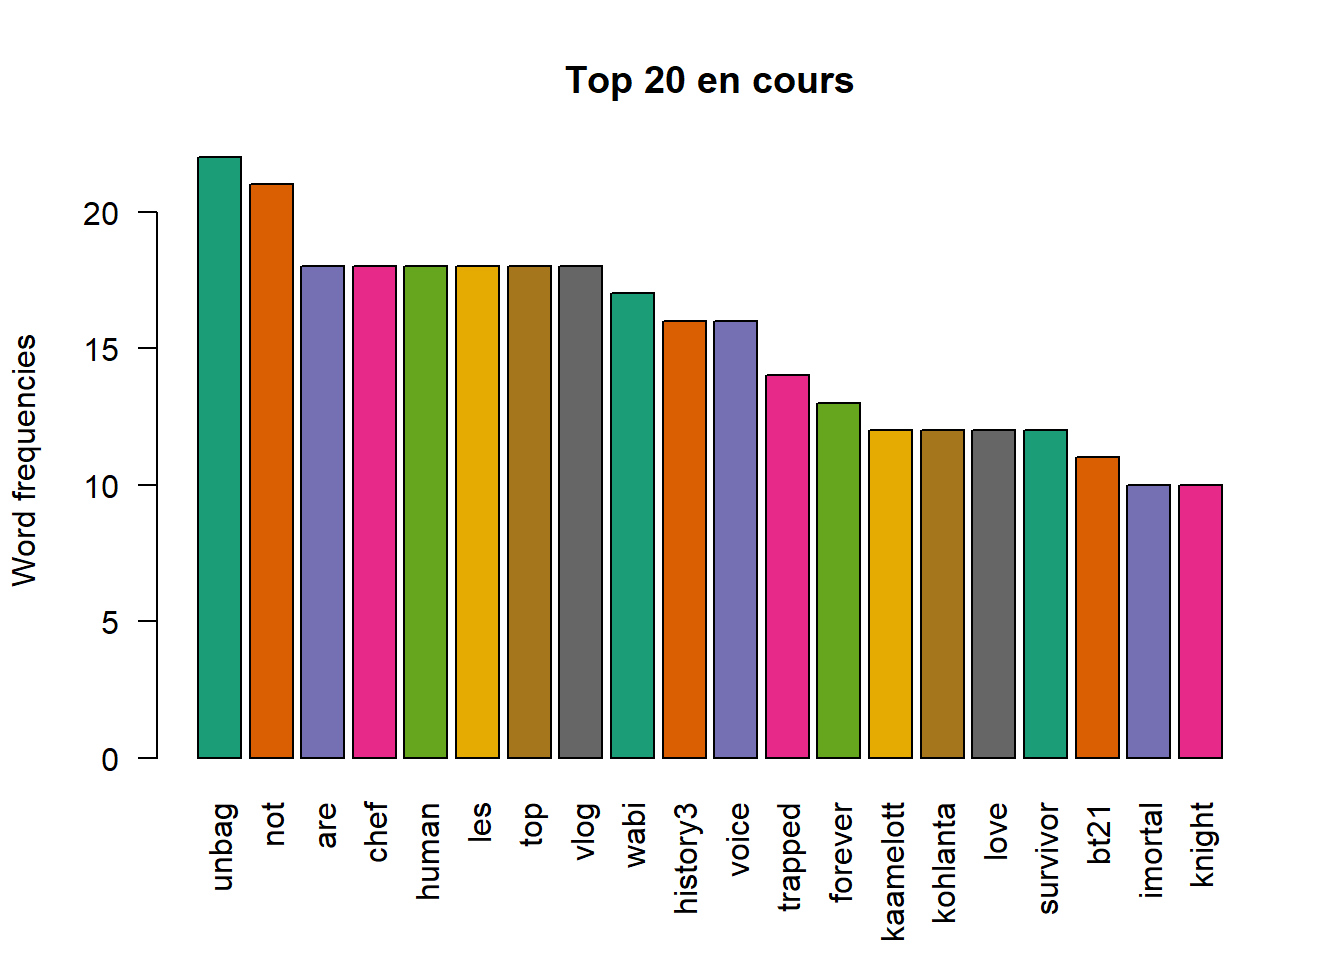 Top 20 en cours
Word frequencies
20
15
10
5
0
unbag
not
are
chef
human
les
top
vlog
wabi
history3
voice
trapped
forever
kaamelott
kohlanta
love
survivor
bt21
imortal
knight